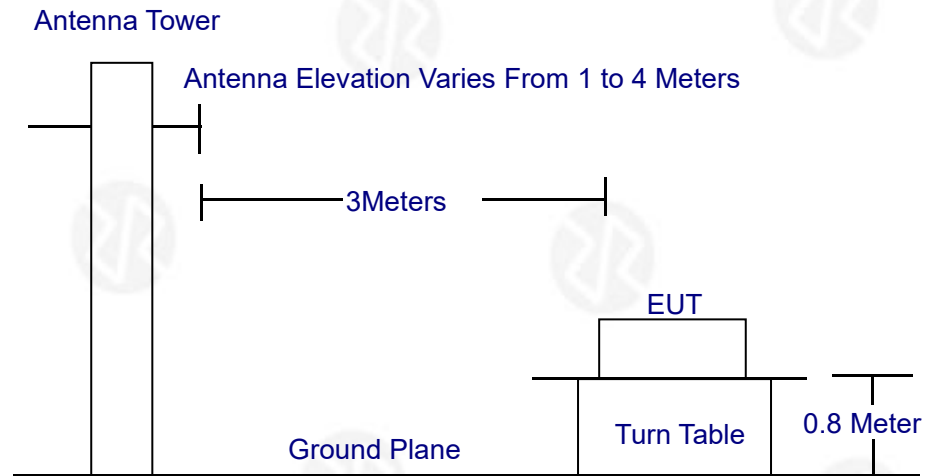 Antenna Tower
Antenna Elevation Varies From 1 to 4 Meters
3Meters
EUT
Turn Table
0.8 Meter
Ground Plane